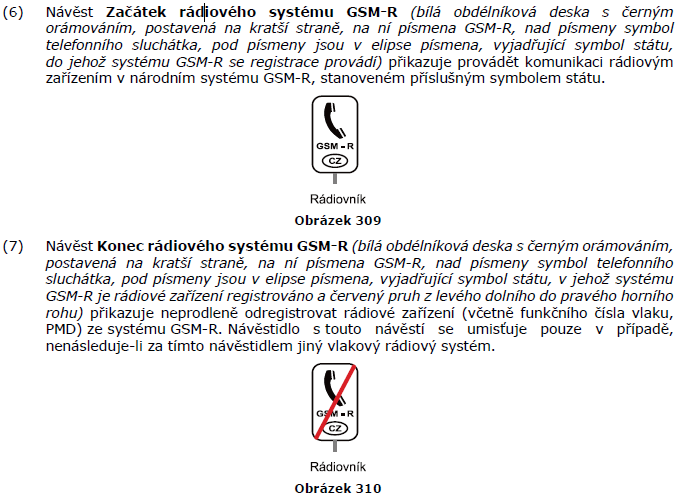 (6) Návěst Začátek rádiového systému GSM-R (bílá obdélníková deska s černým
orámováním, postavená na kratší straně, na ní písmena GSM-R, nad písmeny symbol
telefonního sluchátka, pod písmeny jsou v elipse písmena, vyjadřující symbol státu,
do jehož systému GSM-R se registrace provádí) přikazuje provádět komunikaci rádiovým
zařízením v národním systému GSM-R, stanoveném příslušným symbolem státu.
GSM - R
CZ
Rádiovník
Obrázek 309
(7) Návěst Konec rádiového systému GSM-R (bílá obdélníková deska s černým orámováním,
postavená na kratší straně, na ní písmena GSM-R, nad písmeny symbol telefonního
sluchátka, pod písmeny jsou v elipse písmena, vyjadřující symbol státu, v jehož systému
GSM-R je rádiové zařízení registrováno a červený pruh z levého dolního do pravého horního
rohu) přikazuje neprodleně odregistrovat rádiové zařízení (včetně funkčního čísla vlaku,
PMD) ze systému GSM-R. Návěstidlo s touto návěstí se umisťuje pouze v případě,
nenásleduje-li za tímto návěstidlem jiný vlakový rádiový systém.
GSM - R
CZ
Rádiovník
Obrázek 310